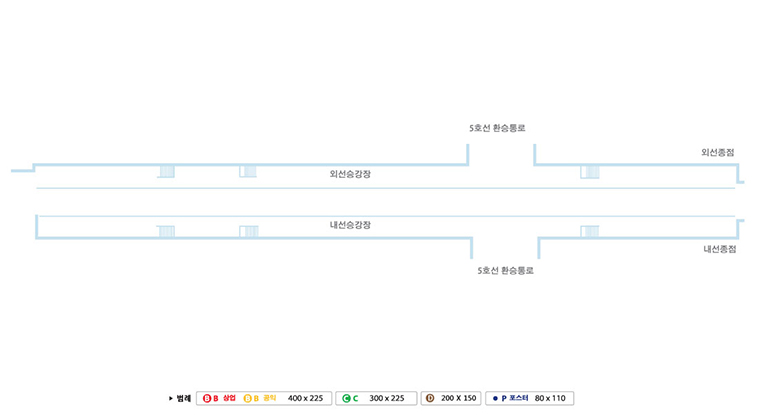 5호선 환승통로
외선종점
외선승강장
내선승강장
내선종점
5호선 환승통로
▶ 범례 B B 상업 B B 공익 400 x 225 C C 300 x 225 D 200 X 150 ● P 포스터 80 x 110